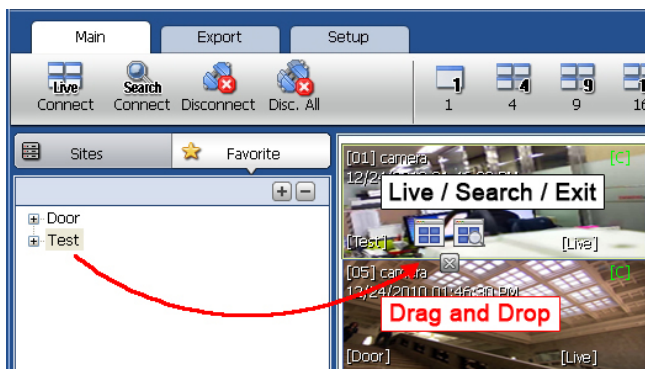 Main
Export
Setup
Live
Search
1
4
9
Connect
Connect
Disconnect
Disc. All
1
4
9
16
Sites
Favorite
[01] camera
[C]
Live / Search / Exit
[Test]
[Live]
Door
Test
[05] camera
[C]
12/24/2010 01:46:30 PM
Drag and Drop
[Door]
[Live]